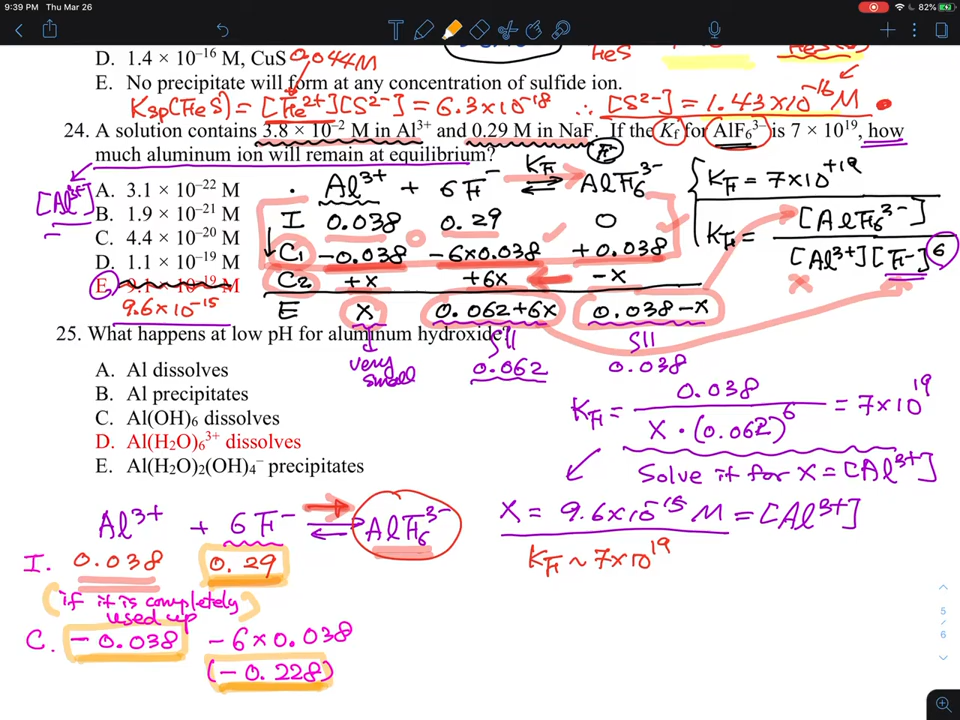 9:39 PM Thu Mar 26
82%
D. 1.4 × 10⁻¹⁶ M, CuS 0.044M
FeS
E. No precipitate will form at any concentration of sulfide ion.
Ksp(FeS) = [Fe²⁺][S²⁻] = 6.3×10⁻¹⁸ ∴ [S²⁻] = 1.43×10⁻¹⁶ M
24. A solution contains 3.8 × 10⁻² M in Al³⁺ and 0.29 M in NaF. If the Kf for AlF₆³⁻ is 7 × 10¹⁹, how
much aluminum ion will remain at equilibrium?
F⁻
[Al³⁺]
A. 3.1 × 10⁻²² M
B. 1.9 × 10⁻²¹ M
C. 4.4 × 10⁻²⁰ M
D. 1.1 × 10⁻¹⁹ M
E. 9.1 × 10⁻¹⁹ M
9.6×10⁻¹⁵
Kf
Al³⁺ + 6F⁻ ⇌ AlF₆³⁻
I 0.038 0.29 0
C1 -0.038 -6×0.038 +0.038
C2 +x +6x -x
E x 0.062+6x 0.038-x
very small
0.062
0.038
Kf = 7×10⁺¹⁹
Kf = [AlF₆³⁻] / [Al³⁺][F⁻]⁶
x
25. What happens at low pH for aluminum hydroxide?
A. Al dissolves
B. Al precipitates
C. Al(OH)₆ dissolves
D. Al(H₂O)₆³⁺ dissolves
E. Al(H₂O)₂(OH)₄⁻ precipitates
Kf = 0.038 / x·(0.062)⁶ = 7×10¹⁹
Solve it for x = [Al³⁺]
x = 9.6×10⁻¹⁵ M = [Al³⁺]
Kf ~ 7×10¹⁹
Al³⁺ + 6F⁻ ⇌ AlF₆³⁻
I. 0.038 0.29
(if it is completely
used up)
C. -0.038 -6×0.038
(-0.228)
5
/
6